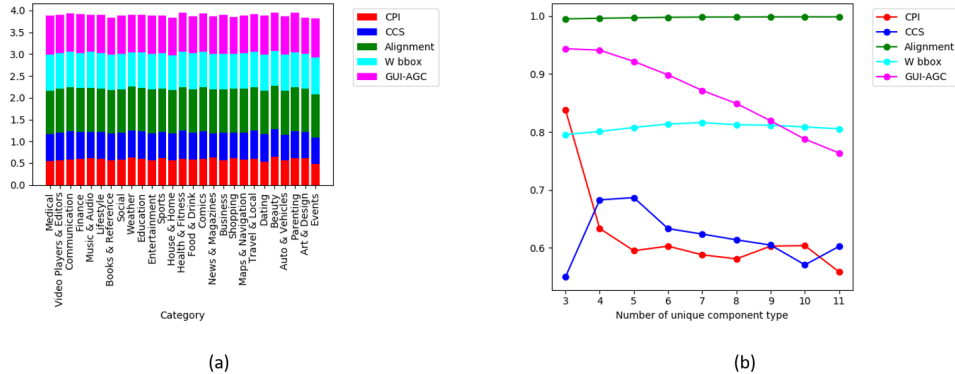 4.0
3.5
3.0
2.5
2.0
1.5
1.0
0.5
0.0
Medical
Video Players & Editors
Communication
Finance
Music & Audio
Lifestyle
Books & Reference
Social
Weather
Education
Entertainment
Sports
House & Home
Health & Fitness
Food & Drink
Comics
News & Magazines
Business
Shopping
Maps & Navigation
Travel & Local
Dating
Beauty
Auto & Vehicles
Parenting
Art & Design
Events
Category
CPI
CCS
Alignment
W bbox
GUI-AGC
(a)
1.0
0.9
0.8
0.7
0.6
3 4 5 6 7 8 9 10 11
Number of unique component type
CPI
CCS
Alignment
W bbox
GUI-AGC
(b)